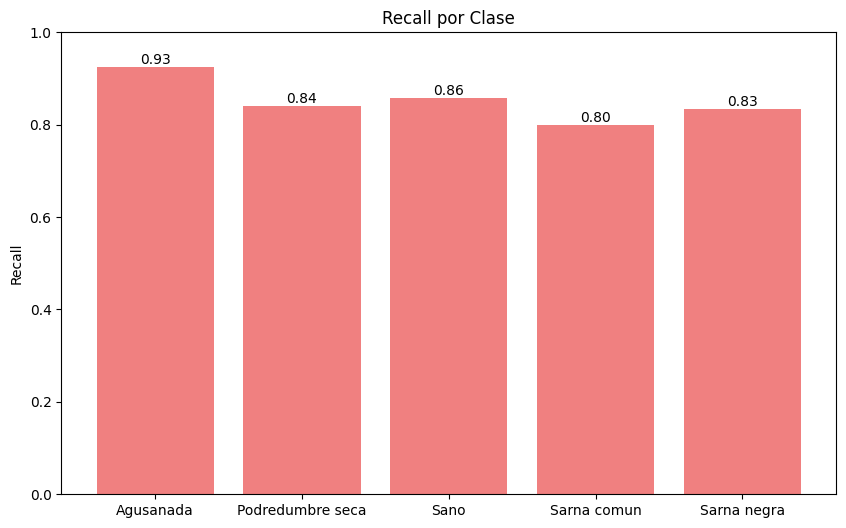 Recall por Clase
Recall
1.0
0.8
0.6
0.4
0.2
0.0
0.93
0.84
0.86
0.80
0.83
Agusanada
Podredumbre seca
Sano
Sarna comun
Sarna negra